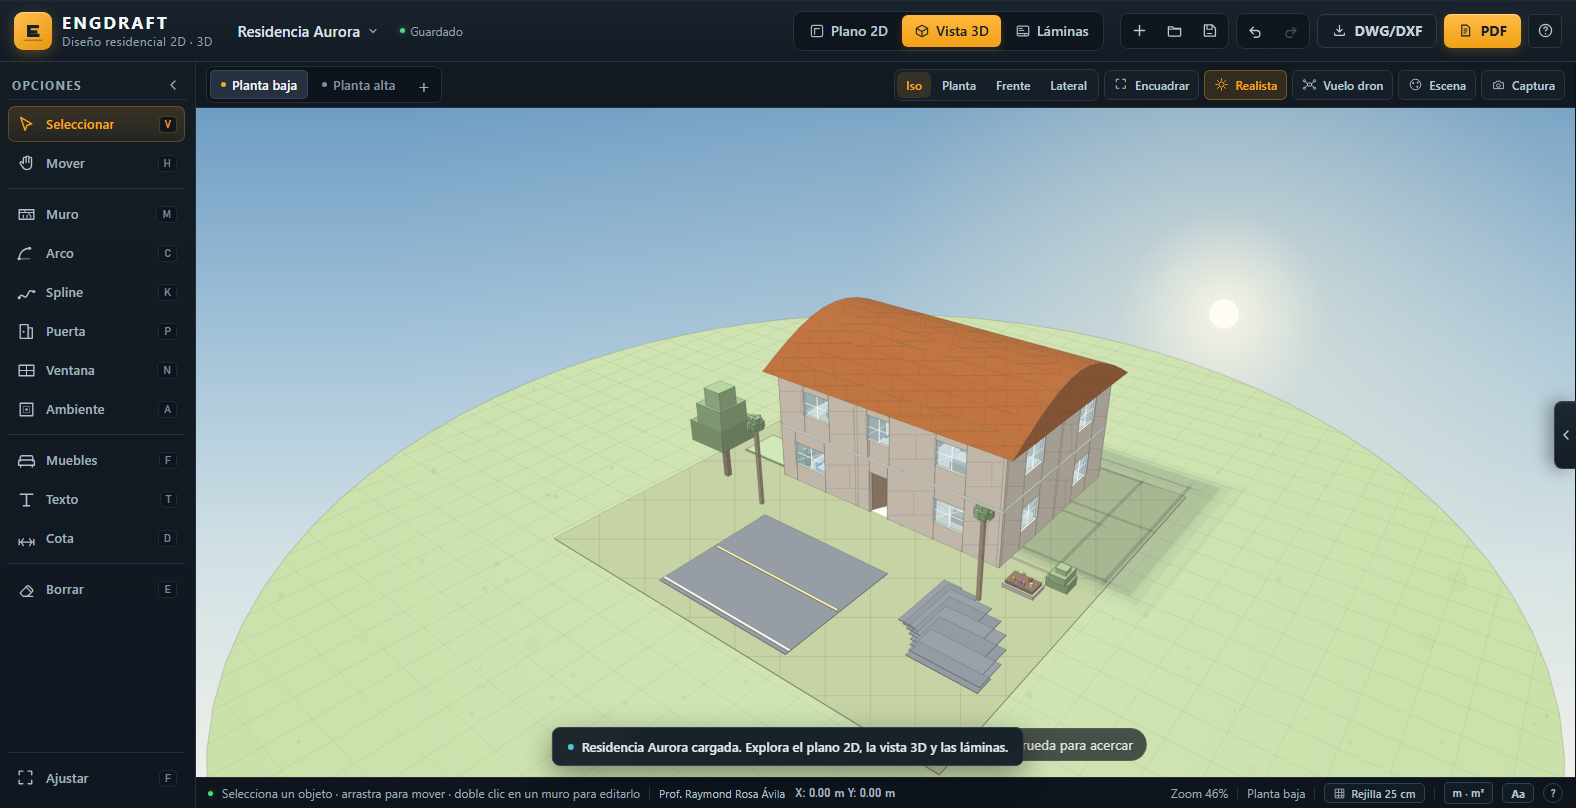 ENGDRAFT
Diseño residencial 2D · 3D
Residencia Aurora
Guardado
Plano 2D
Vista 3D
Láminas
DWG/DXF
PDF
OPCIONES
Planta baja
Planta alta
+
Iso
Planta
Frente
Lateral
Encuadrar
Realista
Vuelo dron
Escena
Captura
Seleccionar V
Mover H
Muro M
Arco C
Spline K
Puerta P
Ventana N
Ambiente A
Muebles F
Texto T
Cota D
Borrar E
Ajustar F
Residencia Aurora cargada. Explora el plano 2D, la vista 3D y las láminas.
rueda para acercar
Selecciona un objeto · arrastra para mover · doble clic en un muro para editarlo
Prof. Raymond Rosa Ávila
X: 0.00 m Y: 0.00 m
Zoom 46%
Planta baja
Rejilla 25 cm
m · m²
Aa
?